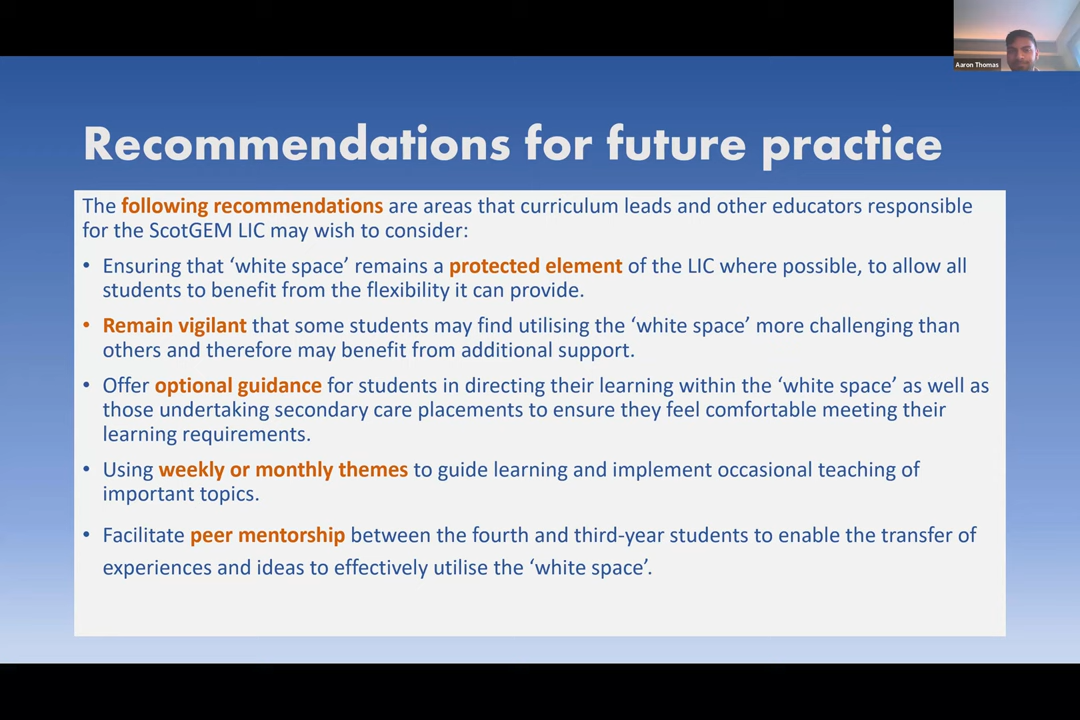 Aaron Thomas
Recommendations for future practice
The following recommendations are areas that curriculum leads and other educators responsible
for the ScotGEM LIC may wish to consider:
• Ensuring that ‘white space’ remains a protected element of the LIC where possible, to allow all
students to benefit from the flexibility it can provide.
• Remain vigilant that some students may find utilising the ‘white space’ more challenging than
others and therefore may benefit from additional support.
• Offer optional guidance for students in directing their learning within the ‘white space’ as well as
those undertaking secondary care placements to ensure they feel comfortable meeting their
learning requirements.
• Using weekly or monthly themes to guide learning and implement occasional teaching of
important topics.
• Facilitate peer mentorship between the fourth and third-year students to enable the transfer of
experiences and ideas to effectively utilise the ‘white space’.